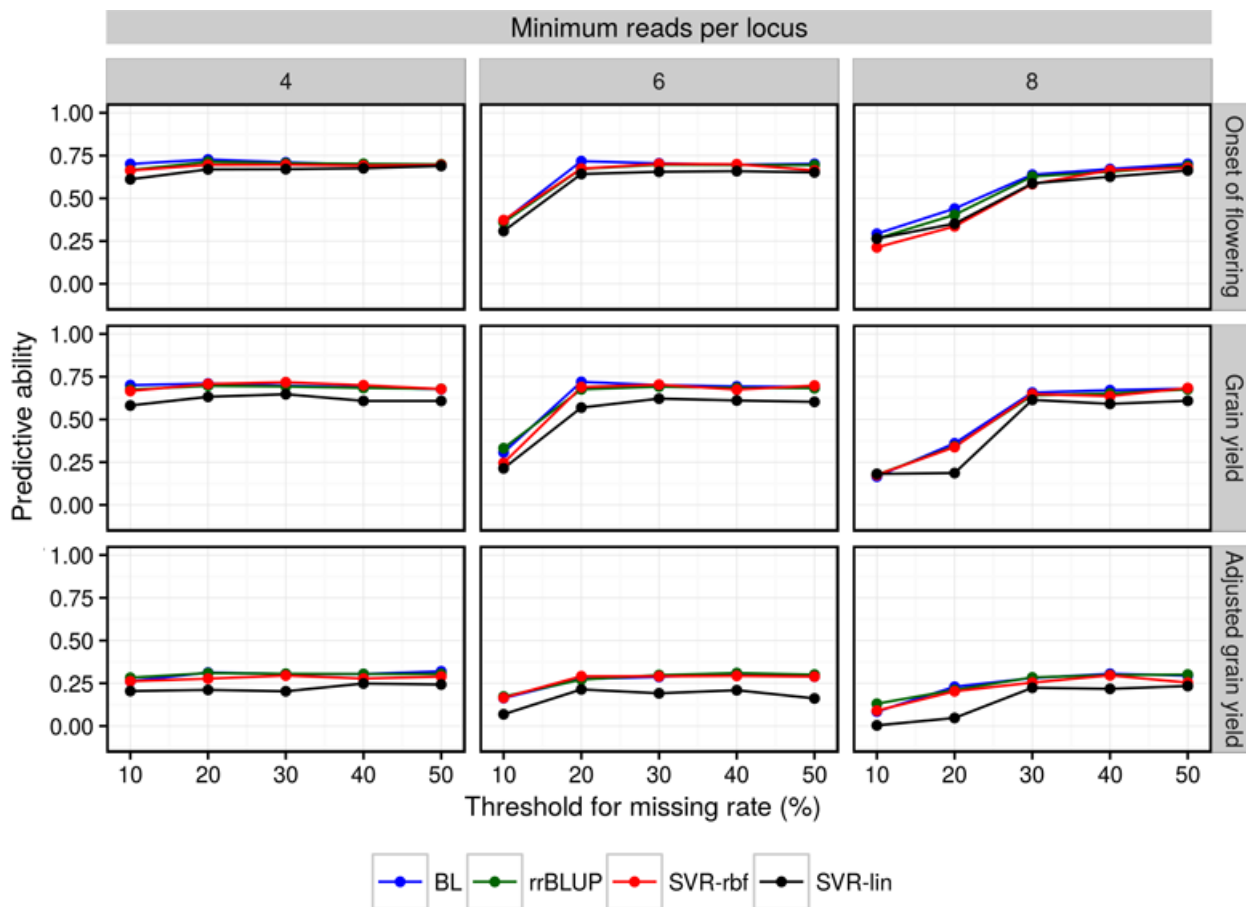 Minimum reads per locus
4 6 8
1.00
0.75
0.50
0.25
0.00
Onset of flowering
1.00
0.75
0.50
0.25
0.00
Grain yield
1.00
0.75
0.50
0.25
0.00
Adjusted grain yield
Predictive ability
10 20 30 40 50 10 20 30 40 50 10 20 30 40 50
Threshold for missing rate (%)
BL rrBLUP SVR-rbf SVR-lin